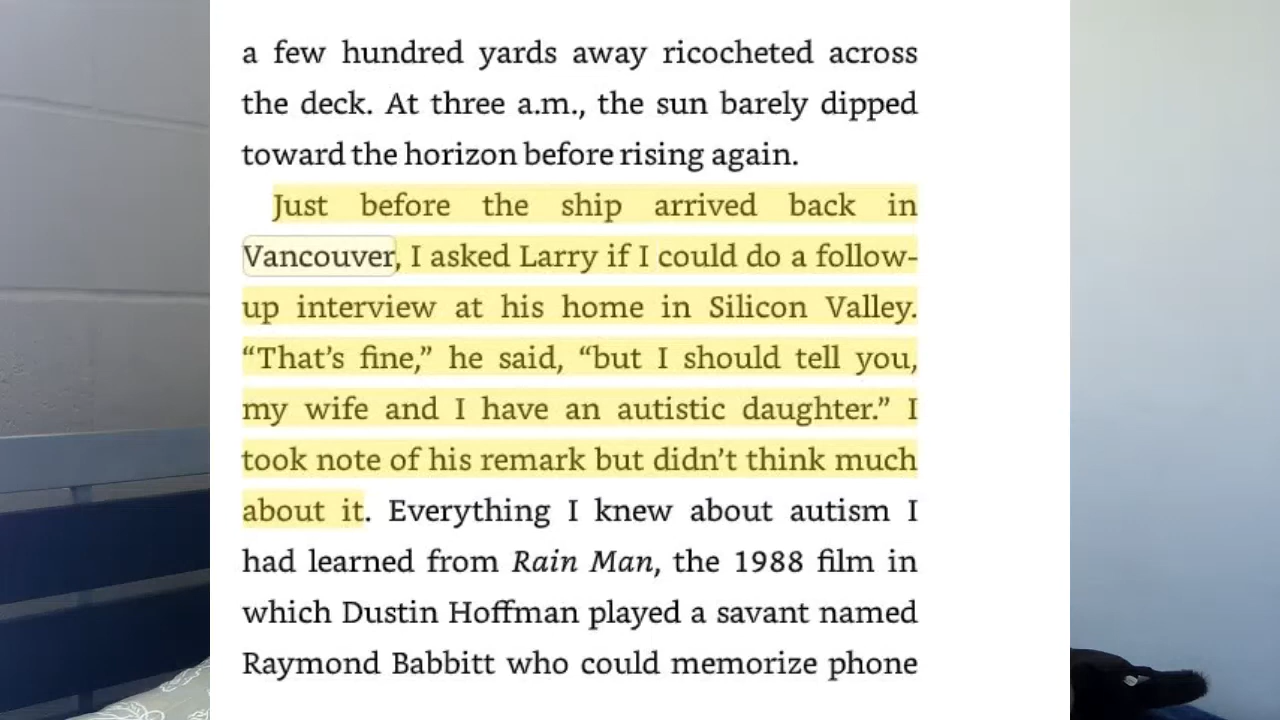 a few hundred yards away ricocheted across
the deck. At three a.m., the sun barely dipped
toward the horizon before rising again.
Just before the ship arrived back in
Vancouver, I asked Larry if I could do a follow-
up interview at his home in Silicon Valley.
“That’s fine,” he said, “but I should tell you,
my wife and I have an autistic daughter.” I
took note of his remark but didn’t think much
about it. Everything I knew about autism I
had learned from Rain Man, the 1988 film in
which Dustin Hoffman played a savant named
Raymond Babbitt who could memorize phone